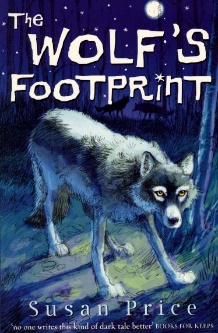 The
WOLF'S
FOOTPRINT
Susan Price
'no one writes this kind of dark tale better' BOOKS FOR KEEPS